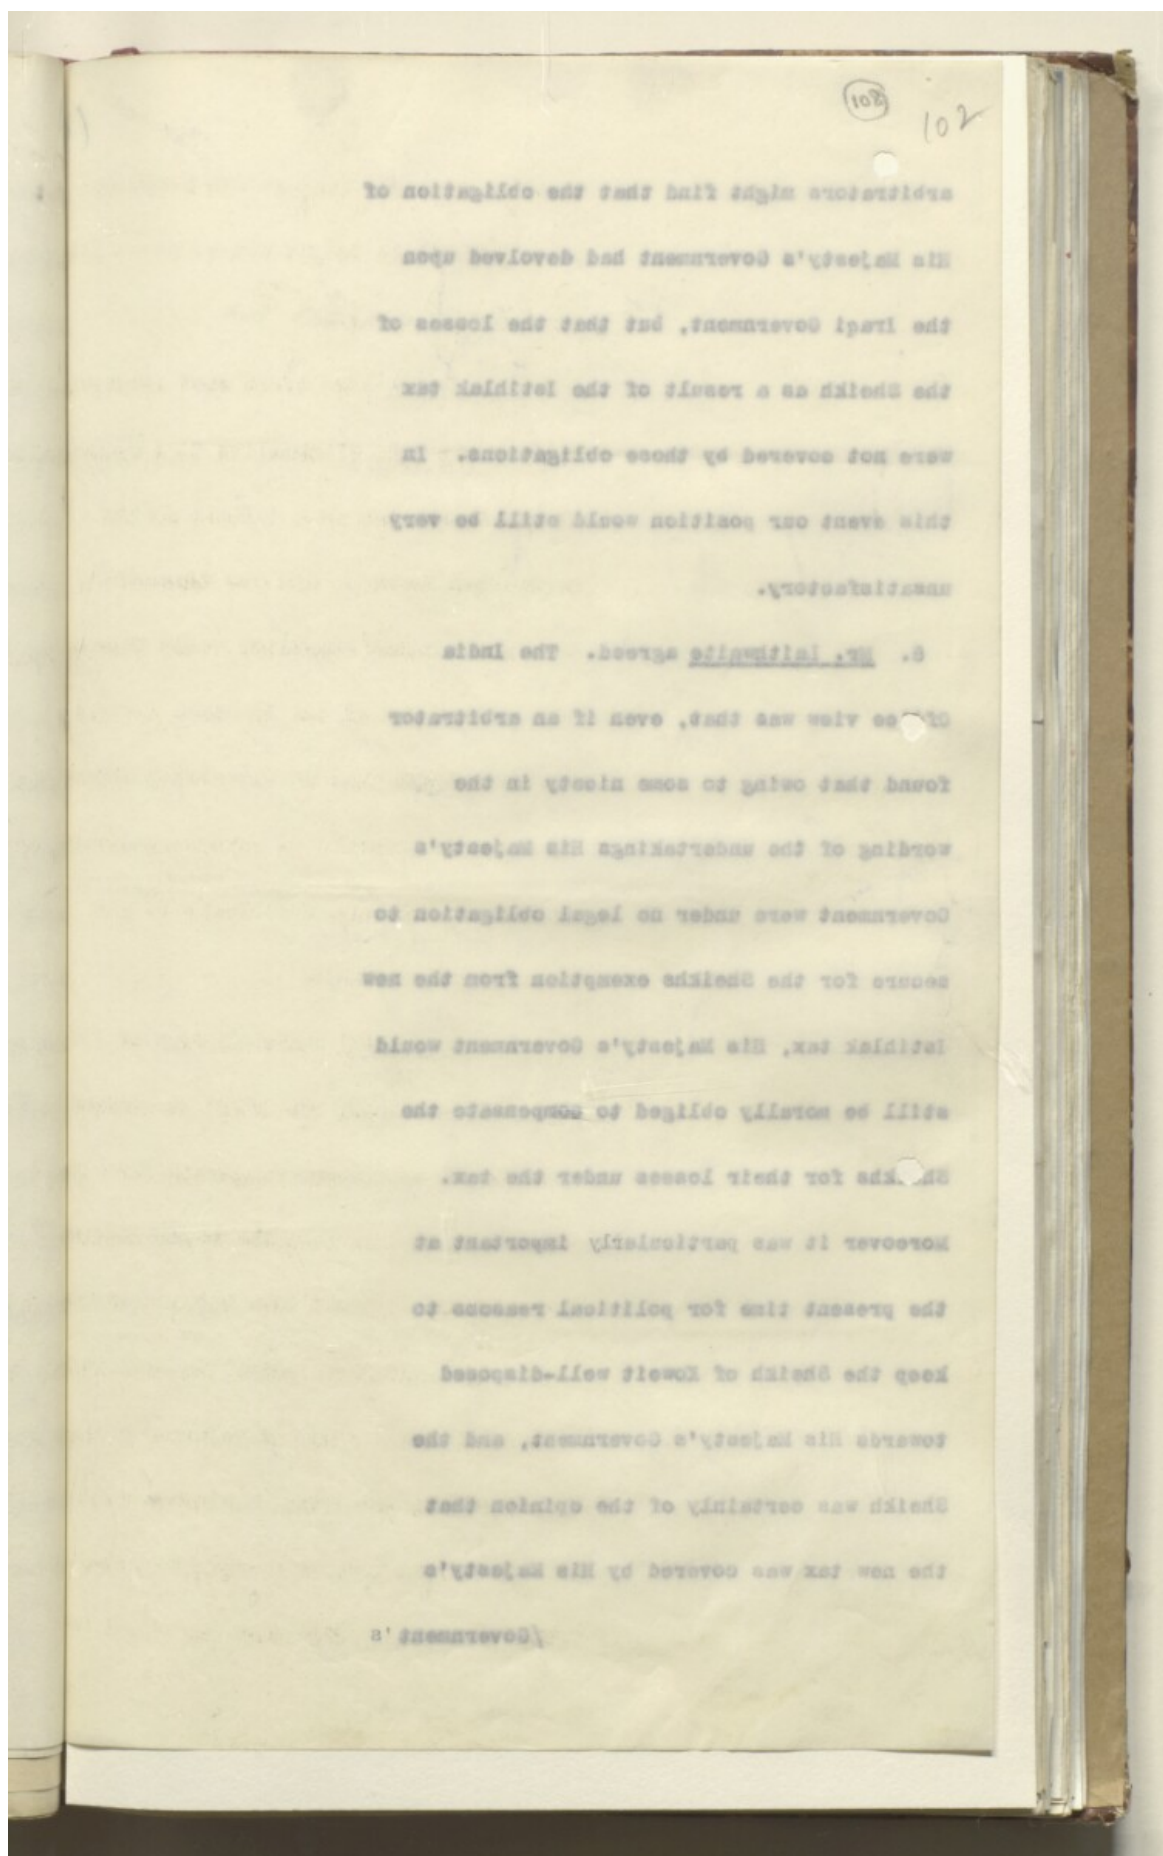 108
102
arbitrators might find that the obligation of
His Majesty's Government had devolved upon
the Iraqi Government, but that the losses of
the Sheikh as a result of the Istihlak tax
were not covered by those obligations. In
this event our position would still be very
unsatisfactory.
6. Mr. Laithwaite agreed. The India
Office view was that, even if an arbitrator
found that owing to some nicety in the
wording of the undertakings His Majesty's
Government were under no legal obligation to
secure for the Sheikhs exemption from the new
Istihlak tax, His Majesty's Government would
still be morally obliged to compensate the
Sheikhs for their losses under the tax.
Moreover it was particularly important at
the present time for political reasons to
keep the Sheikh of Koweit well-disposed
towards His Majesty's Government, and the
Sheikh was certainly of the opinion that
the new tax was covered by His Majesty's
/Government's